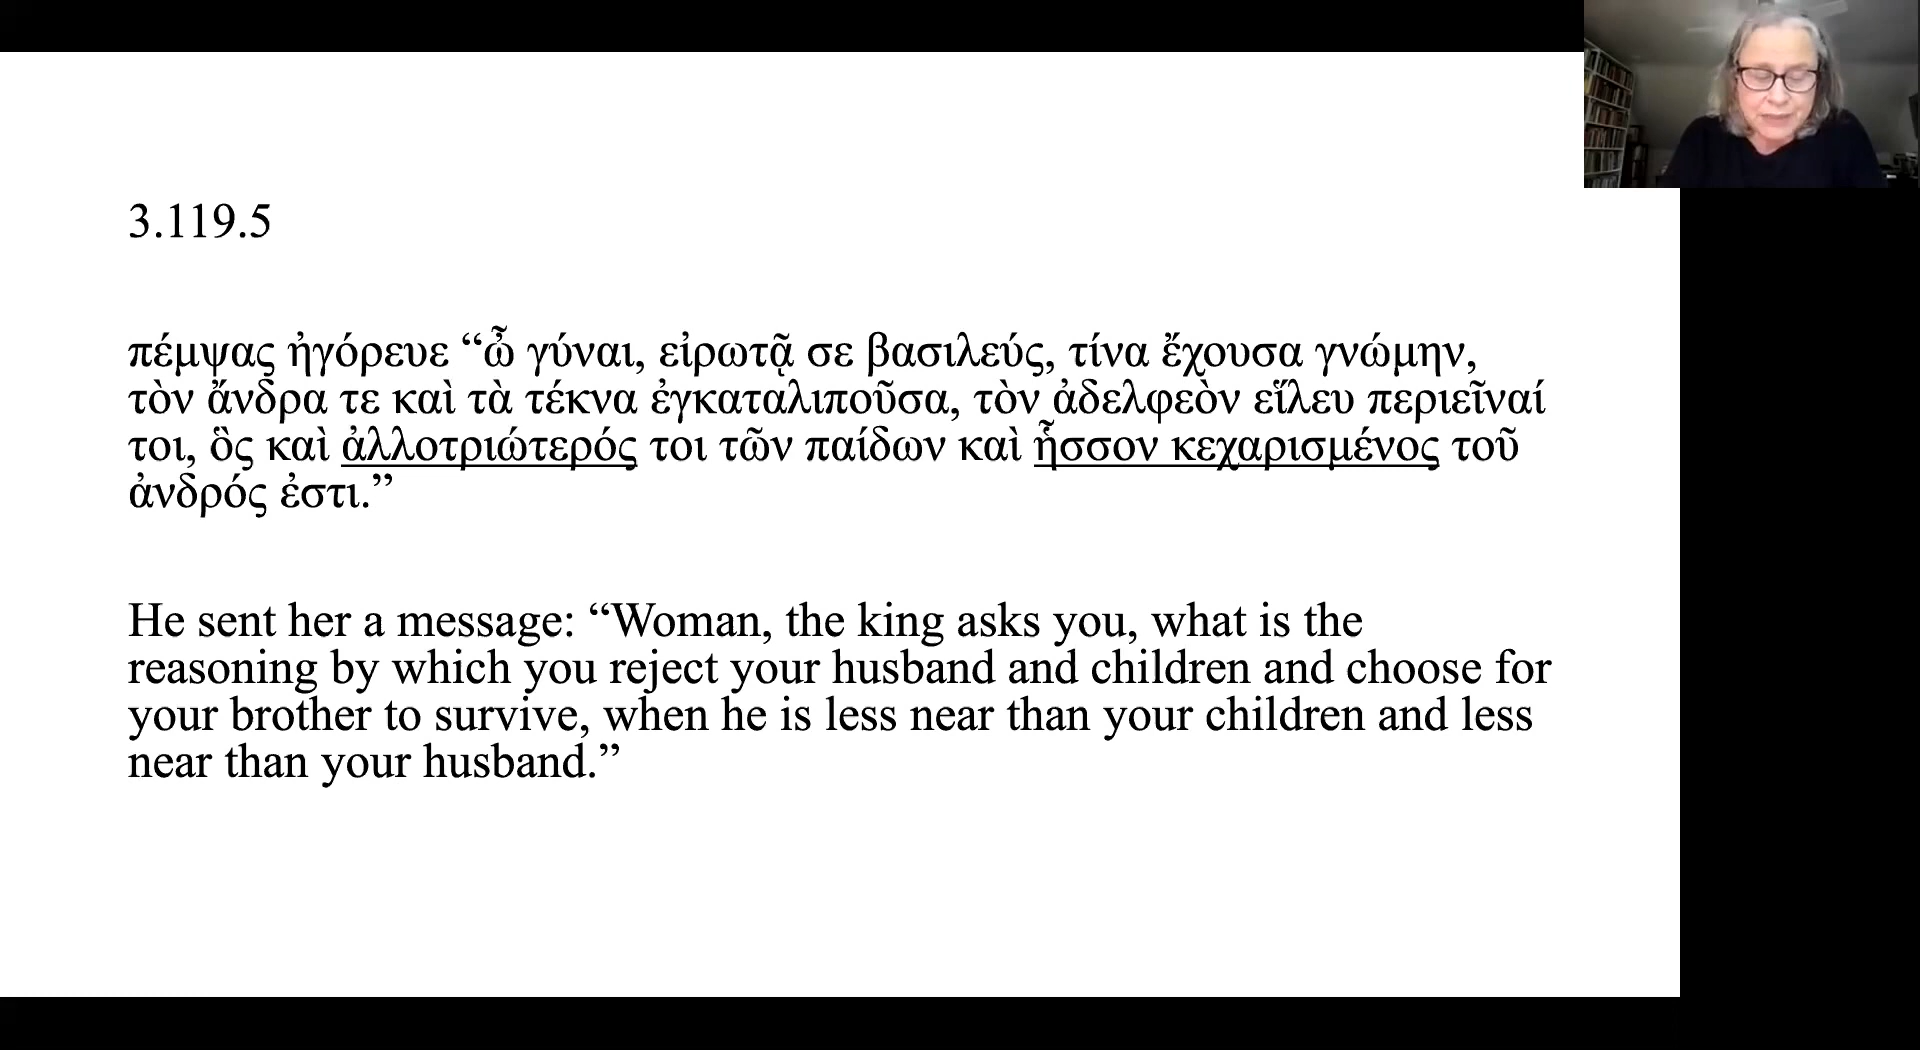 3.119.5
πέμψας ἠγόρευε “ὦ γύναι, εἰρωτᾷ σε βασιλεύς, τίνα ἔχουσα γνώμην,
τὸν ἄνδρα τε καὶ τὰ τέκνα ἐγκαταλιποῦσα, τὸν ἀδελφεὸν εἵλευ περιεῖναί
τοι, ὃς καὶ ἀλλοτριώτερός τοι τῶν παίδων καὶ ἧσσον κεχαρισμένος τοῦ
ἀνδρός ἐστι.”
He sent her a message: “Woman, the king asks you, what is the
reasoning by which you reject your husband and children and choose for
your brother to survive, when he is less near than your children and less
near than your husband.”